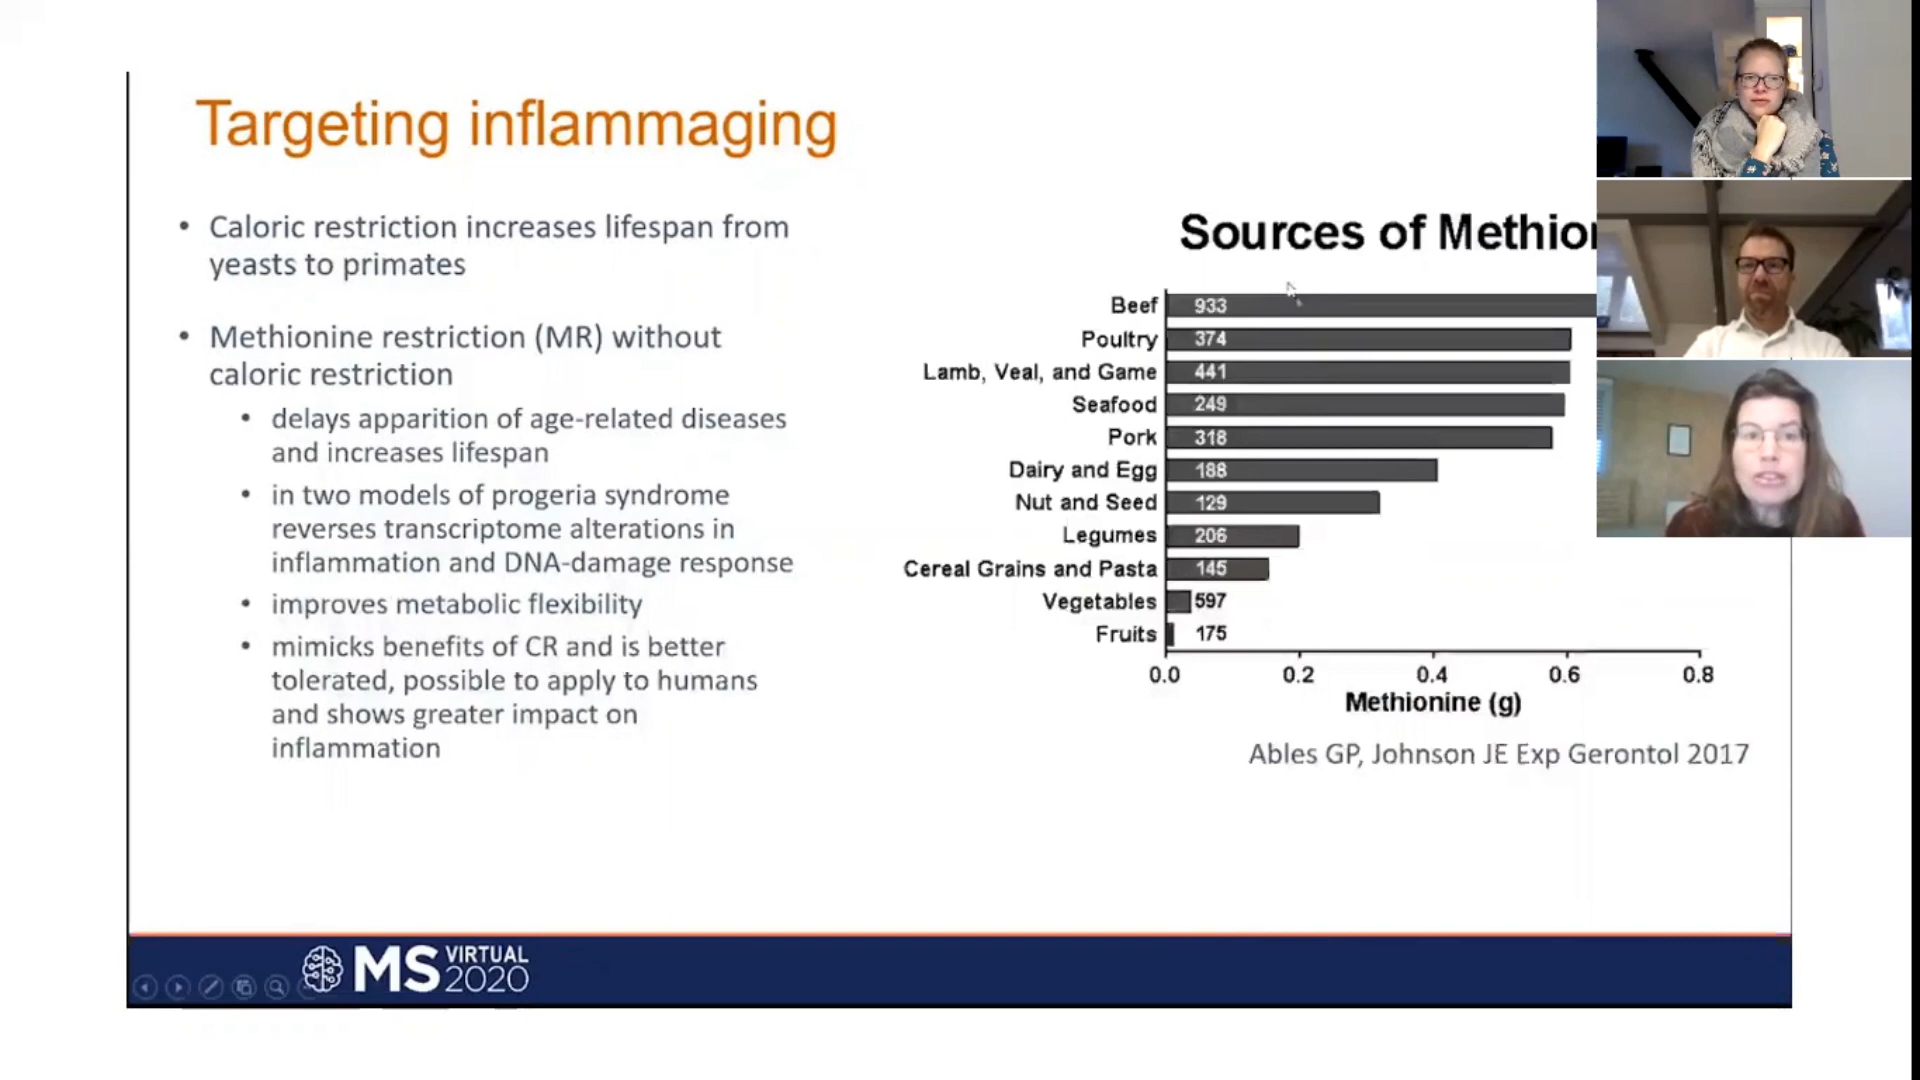 Targeting inflammaging
• Caloric restriction increases lifespan from
yeasts to primates
• Methionine restriction (MR) without
caloric restriction
• delays apparition of age-related diseases
and increases lifespan
• in two models of progeria syndrome
reverses transcriptome alterations in
inflammation and DNA-damage response
• improves metabolic flexibility
• mimicks benefits of CR and is better
tolerated, possible to apply to humans
and shows greater impact on
inflammation
Sources of Methio
Beef 933
Poultry 374
Lamb, Veal, and Game 441
Seafood 249
Pork 318
Dairy and Egg 188
Nut and Seed 129
Legumes 206
Cereal Grains and Pasta 145
Vegetables 597
Fruits 175
0.0 0.2 0.4 0.6 0.8
Methionine (g)
Ables GP, Johnson JE Exp Gerontol 2017
MS VIRTUAL
2020